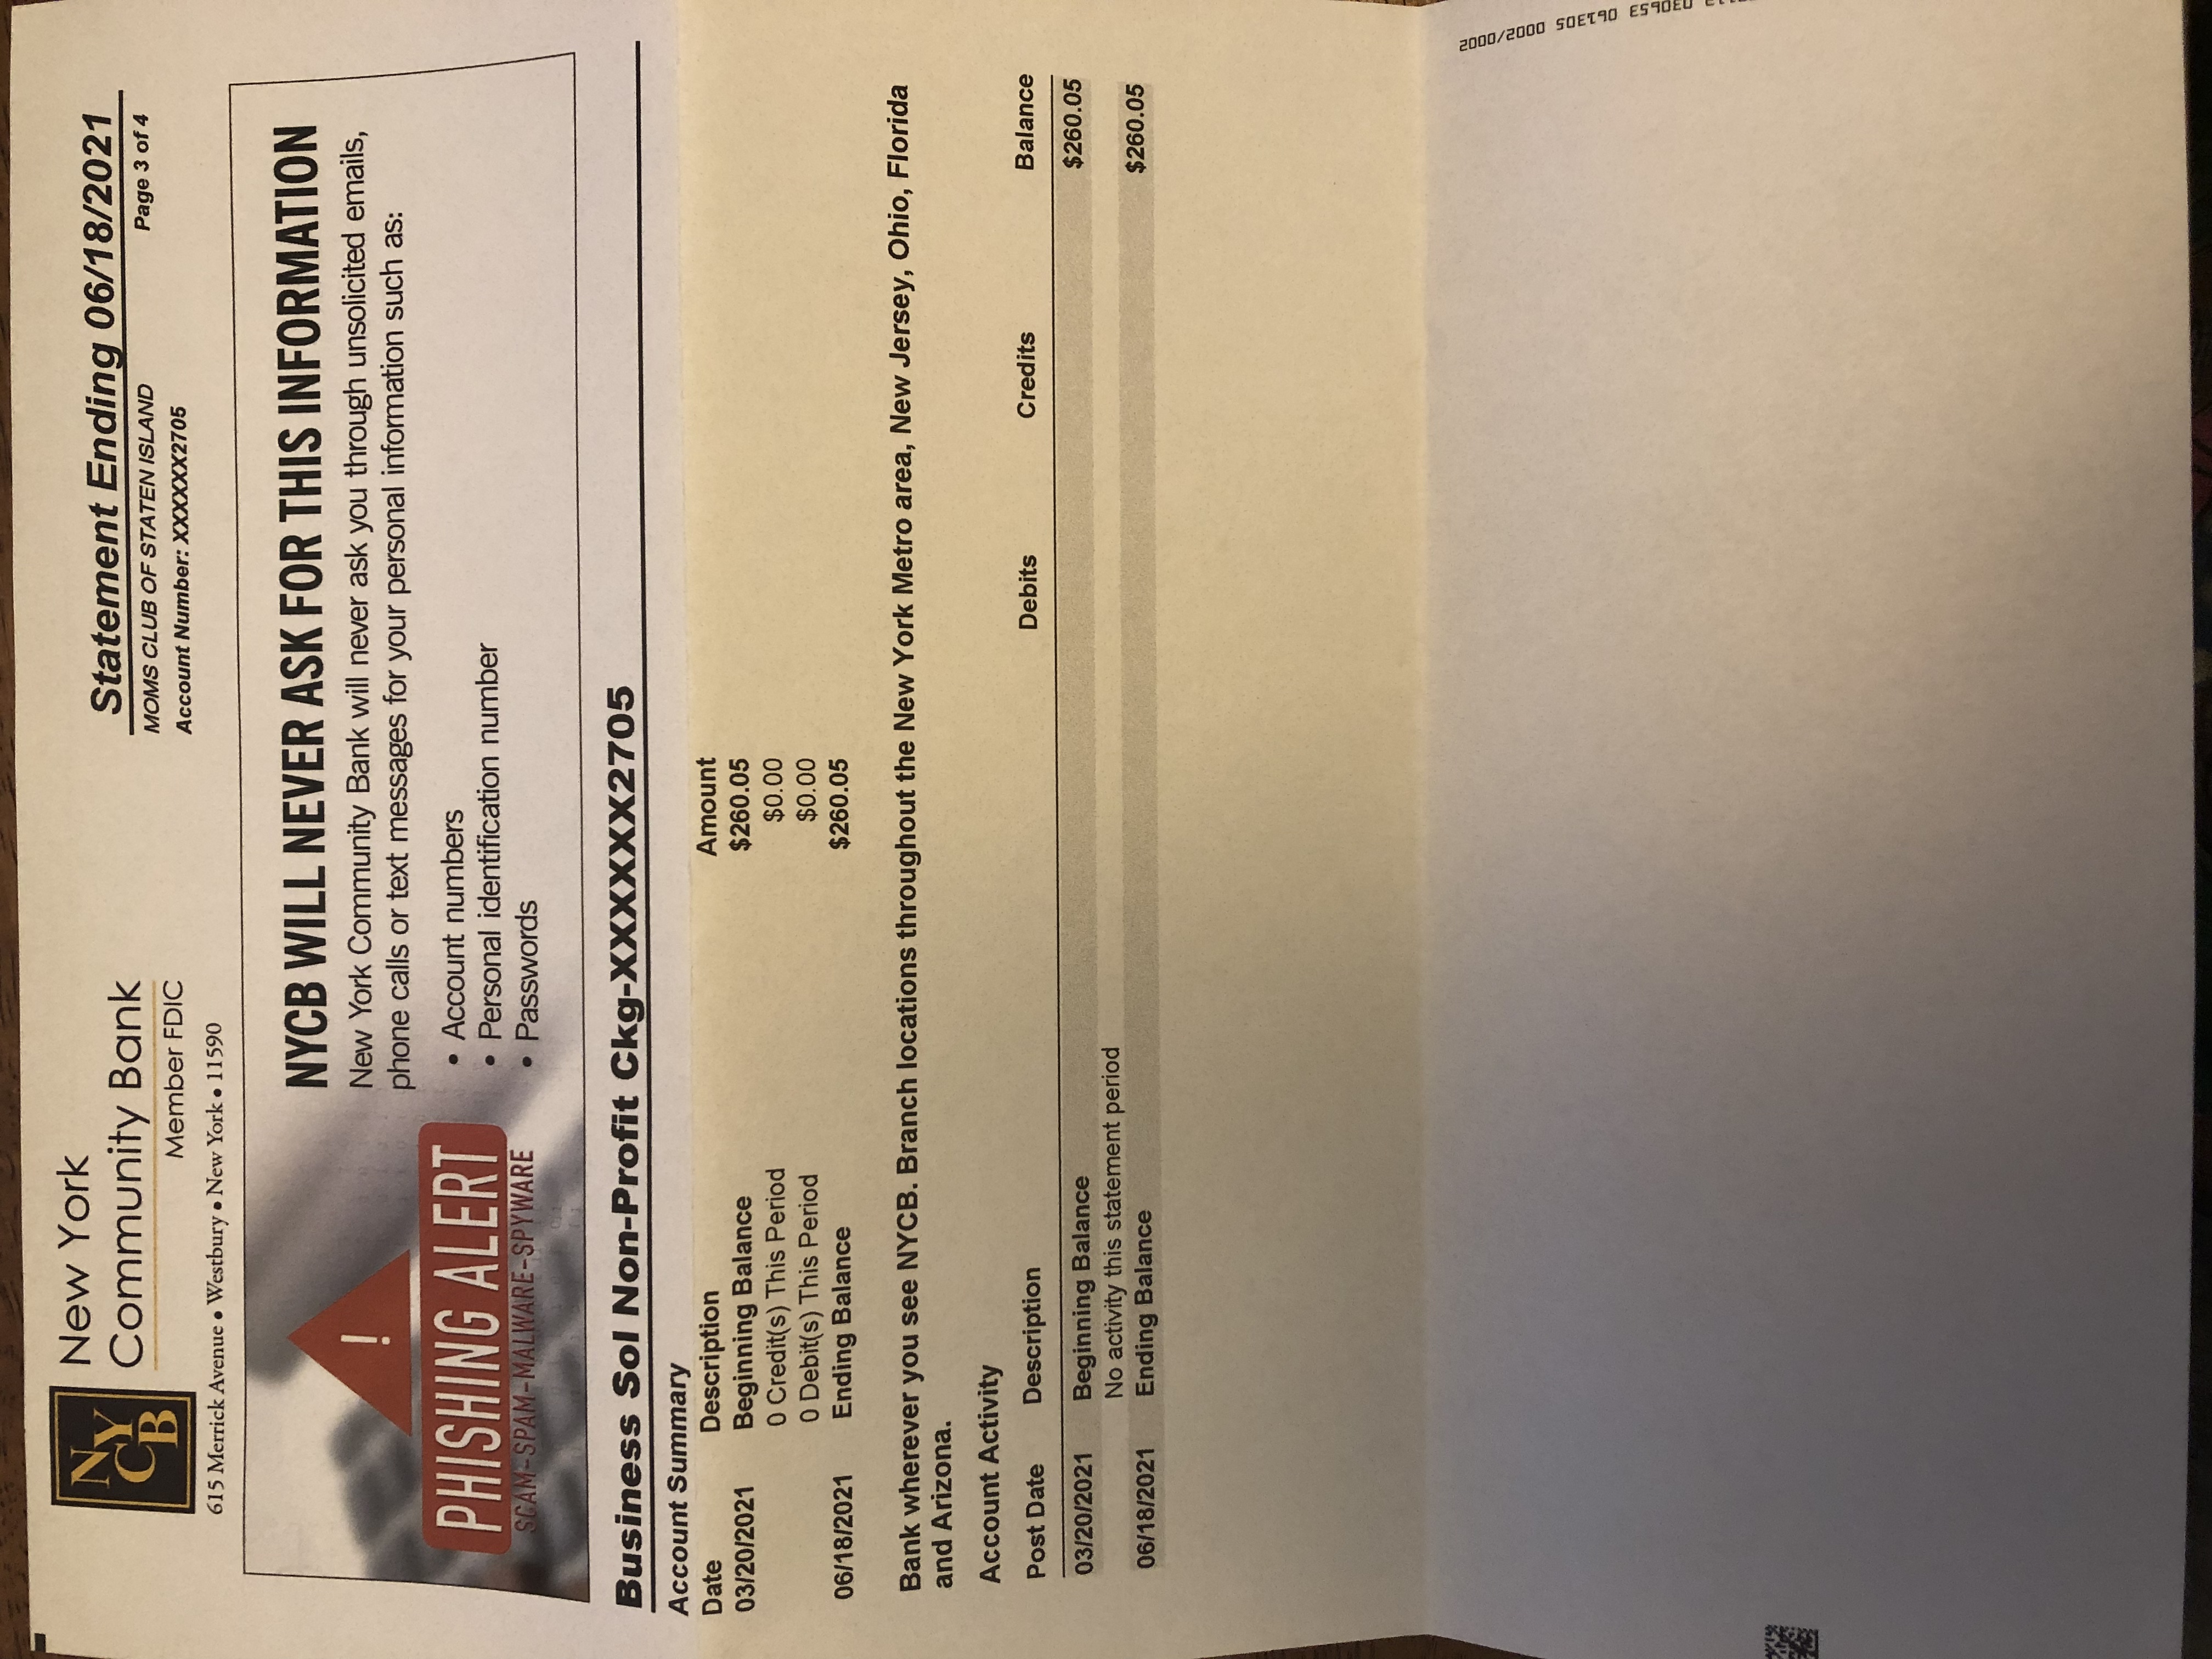 NYCB
New York
Community Bank
Member FDIC
615 Merrick Avenue • Westbury • New York • 11590
Statement Ending 06/18/2021
MOMS CLUB OF STATEN ISLAND Page 3 of 4
Account Number: XXXXXX2705
!
PHISHING ALERT
SCAM-SPAM-MALWARE-SPYWARE
NYCB WILL NEVER ASK FOR THIS INFORMATION
New York Community Bank will never ask you through unsolicited emails,
phone calls or text messages for your personal information such as:
• Account numbers
• Personal identification number
• Passwords
Business Sol Non-Profit Ckg-XXXXXX2705
Account Summary
Date Description Amount
03/20/2021 Beginning Balance $260.05
0 Credit(s) This Period $0.00
0 Debit(s) This Period $0.00
06/18/2021 Ending Balance $260.05
Bank wherever you see NYCB. Branch locations throughout the New York Metro area, New Jersey, Ohio, Florida
and Arizona.
Account Activity
Post Date Description Debits Credits Balance
03/20/2021 Beginning Balance $260.05
No activity this statement period
06/18/2021 Ending Balance $260.05